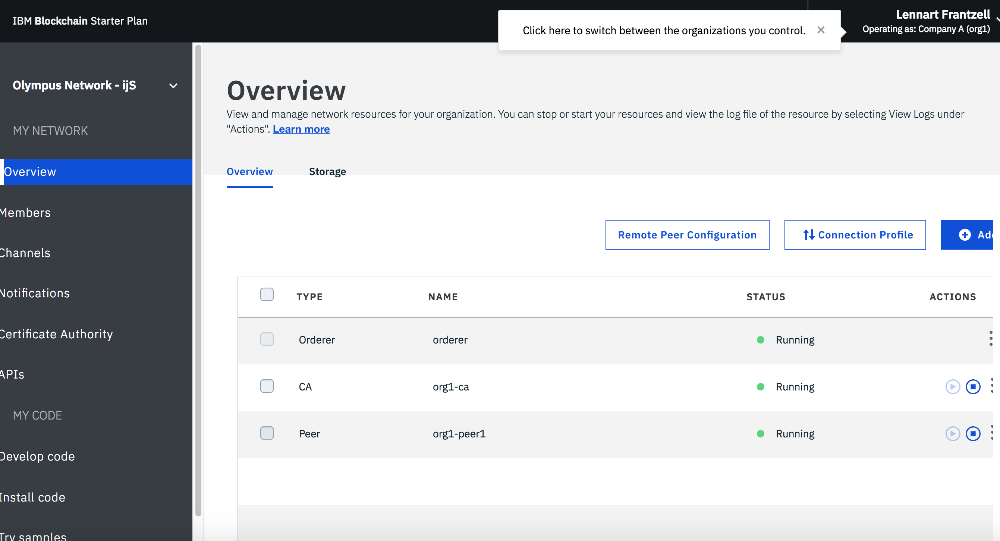 IBM Blockchain Starter Plan
Click here to switch between the organizations you control.
Lennart Frantzell
Operating as: Company A (org1)
Olympus Network - ijS
MY NETWORK
Overview
Members
Channels
Notifications
Certificate Authority
APIs
MY CODE
Develop code
Install code
Try samples
Overview
View and manage network resources for your organization. You can stop or start your resources and view the log file of the resource by selecting View Logs under
"Actions". Learn more
Overview Storage
Remote Peer Configuration
Connection Profile
TYPE NAME STATUS ACTIONS
Orderer orderer Running
CA org1-ca Running
Peer org1-peer1 Running